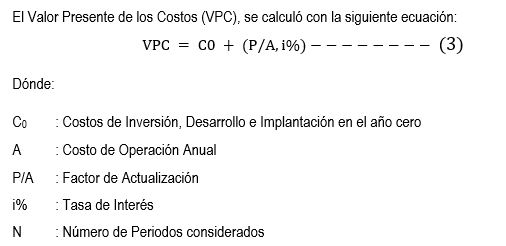 El Valor Presente de los Costos (VPC), se calculó con la siguiente ecuación:
VPC = C0 + (P/A, i%) − − − − − − − − (3)
Dónde:
C₀ : Costos de Inversión, Desarrollo e Implantación en el año cero
A : Costo de Operación Anual
P/A : Factor de Actualización
i% : Tasa de Interés
N : Número de Periodos considerados